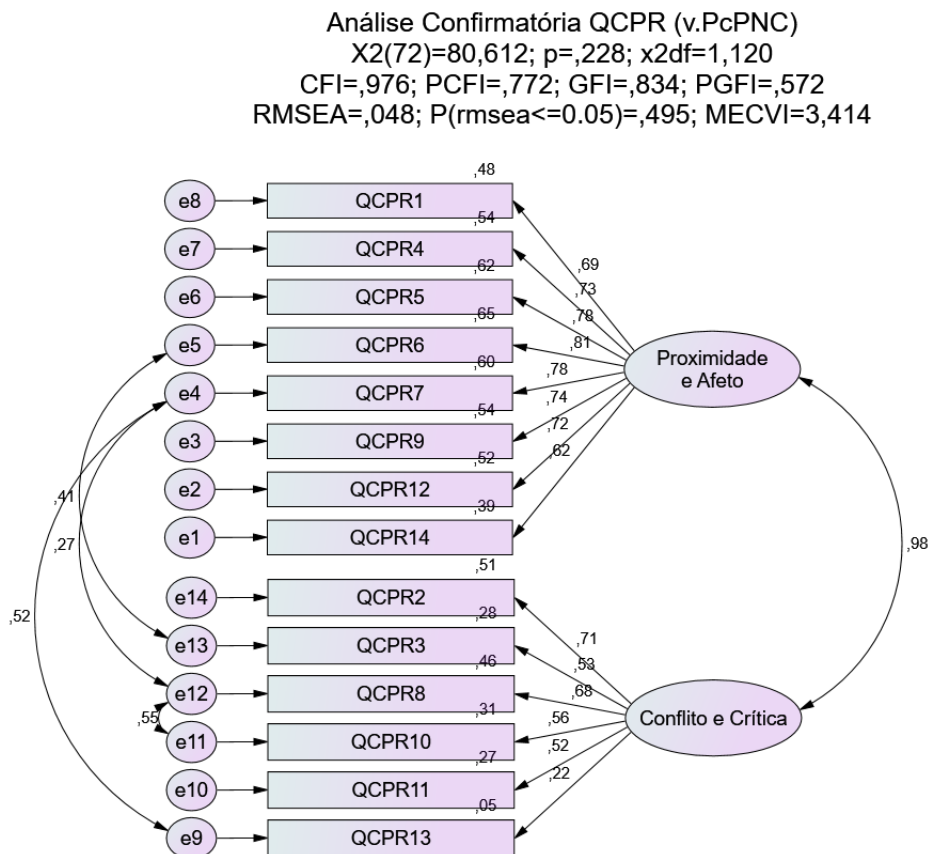 Análise Confirmatória QCPR (v.PcPNC)
X2(72)=80,612; p=,228; x2df=1,120
CFI=,976; PCFI=,772; GFI=,834; PGFI=,572
RMSEA=,048; P(rmsea<=0.05)=,495; MECVI=3,414
,48
e8 QCPR1
,54
,69
e7 QCPR4
,62
,73
e6 QCPR5
,65
,78
e5 QCPR6
,81
,60
Proximidade
e Afeto
e4 QCPR7
,78
,54
,74
e3 QCPR9
,72
,52
,62
e2 QCPR12
,41
,39
e1 QCPR14
,27
,98
,51
e14 QCPR2
,28
,52
,71
e13 QCPR3
,46
,53
e12 QCPR8
,68
,31
,55
,56
Conflito e Crítica
e11 QCPR10
,27
,52
e10 QCPR11
,22
,05
e9 QCPR13